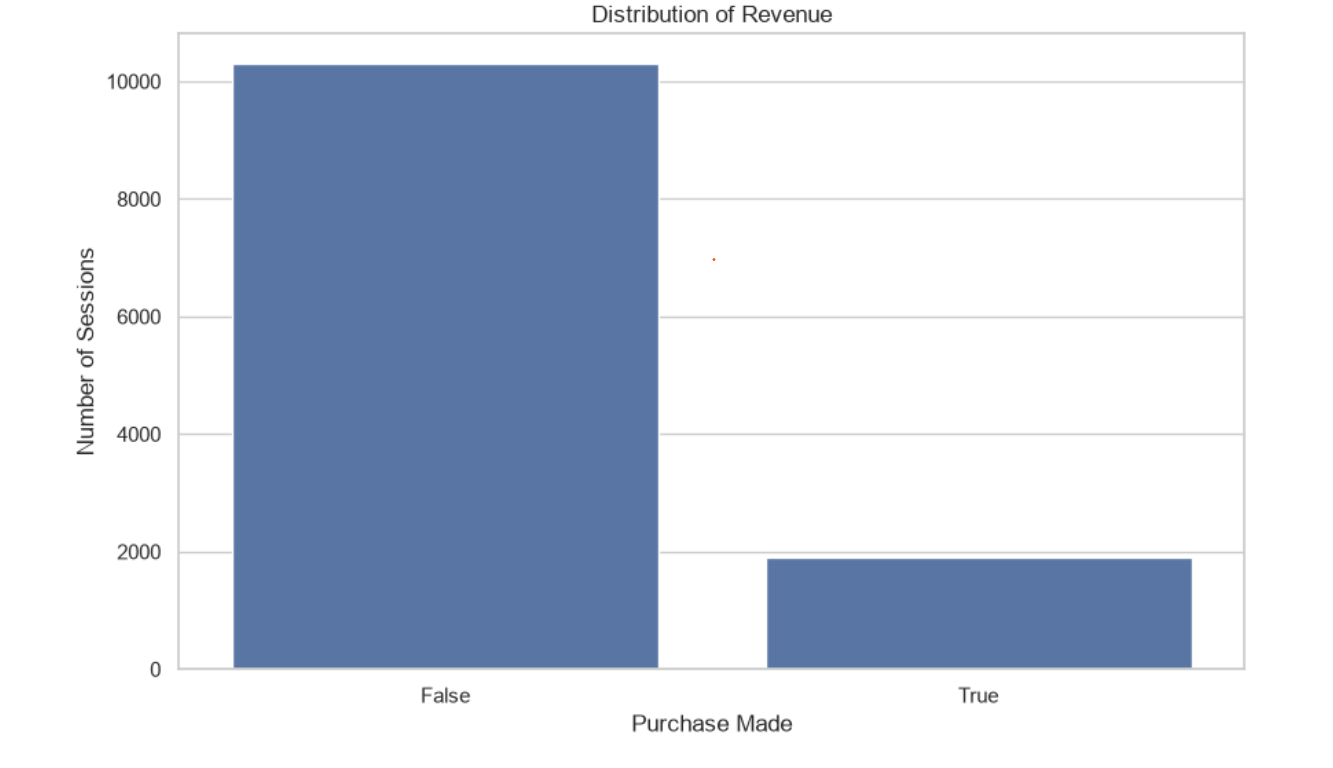 Distribution of Revenue
10000
8000
6000
4000
2000
0
Number of Sessions
False
True
Purchase Made